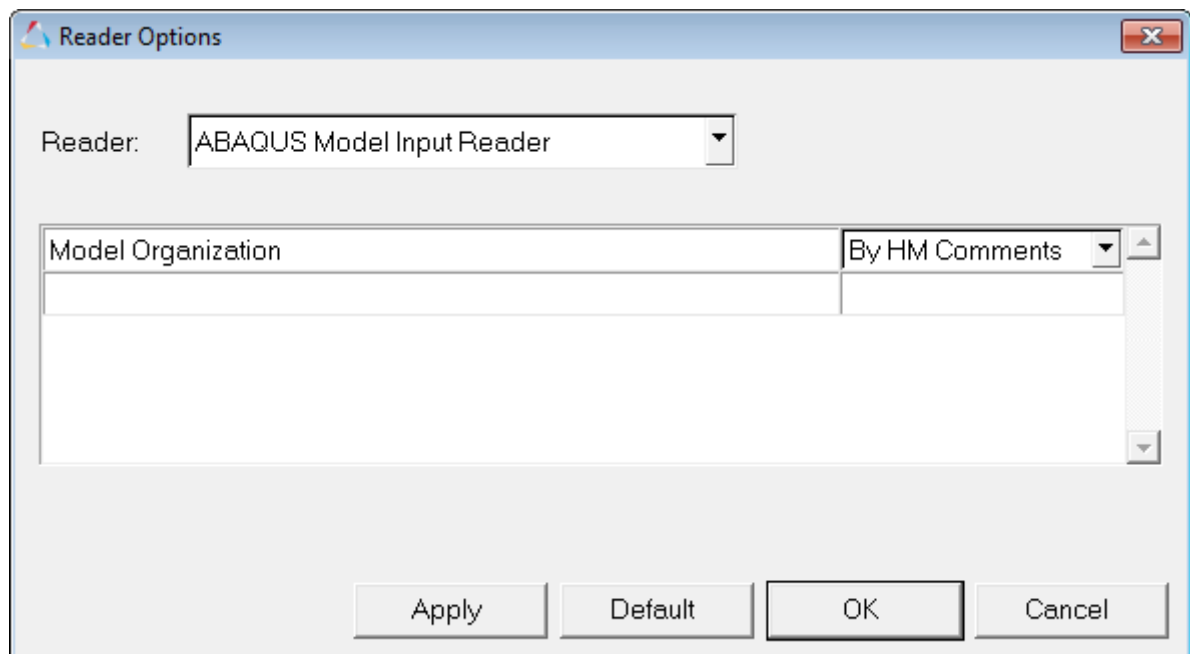 Reader Options
Reader: ABAQUS Model Input Reader
Model Organization By HM Comments
Apply Default OK Cancel